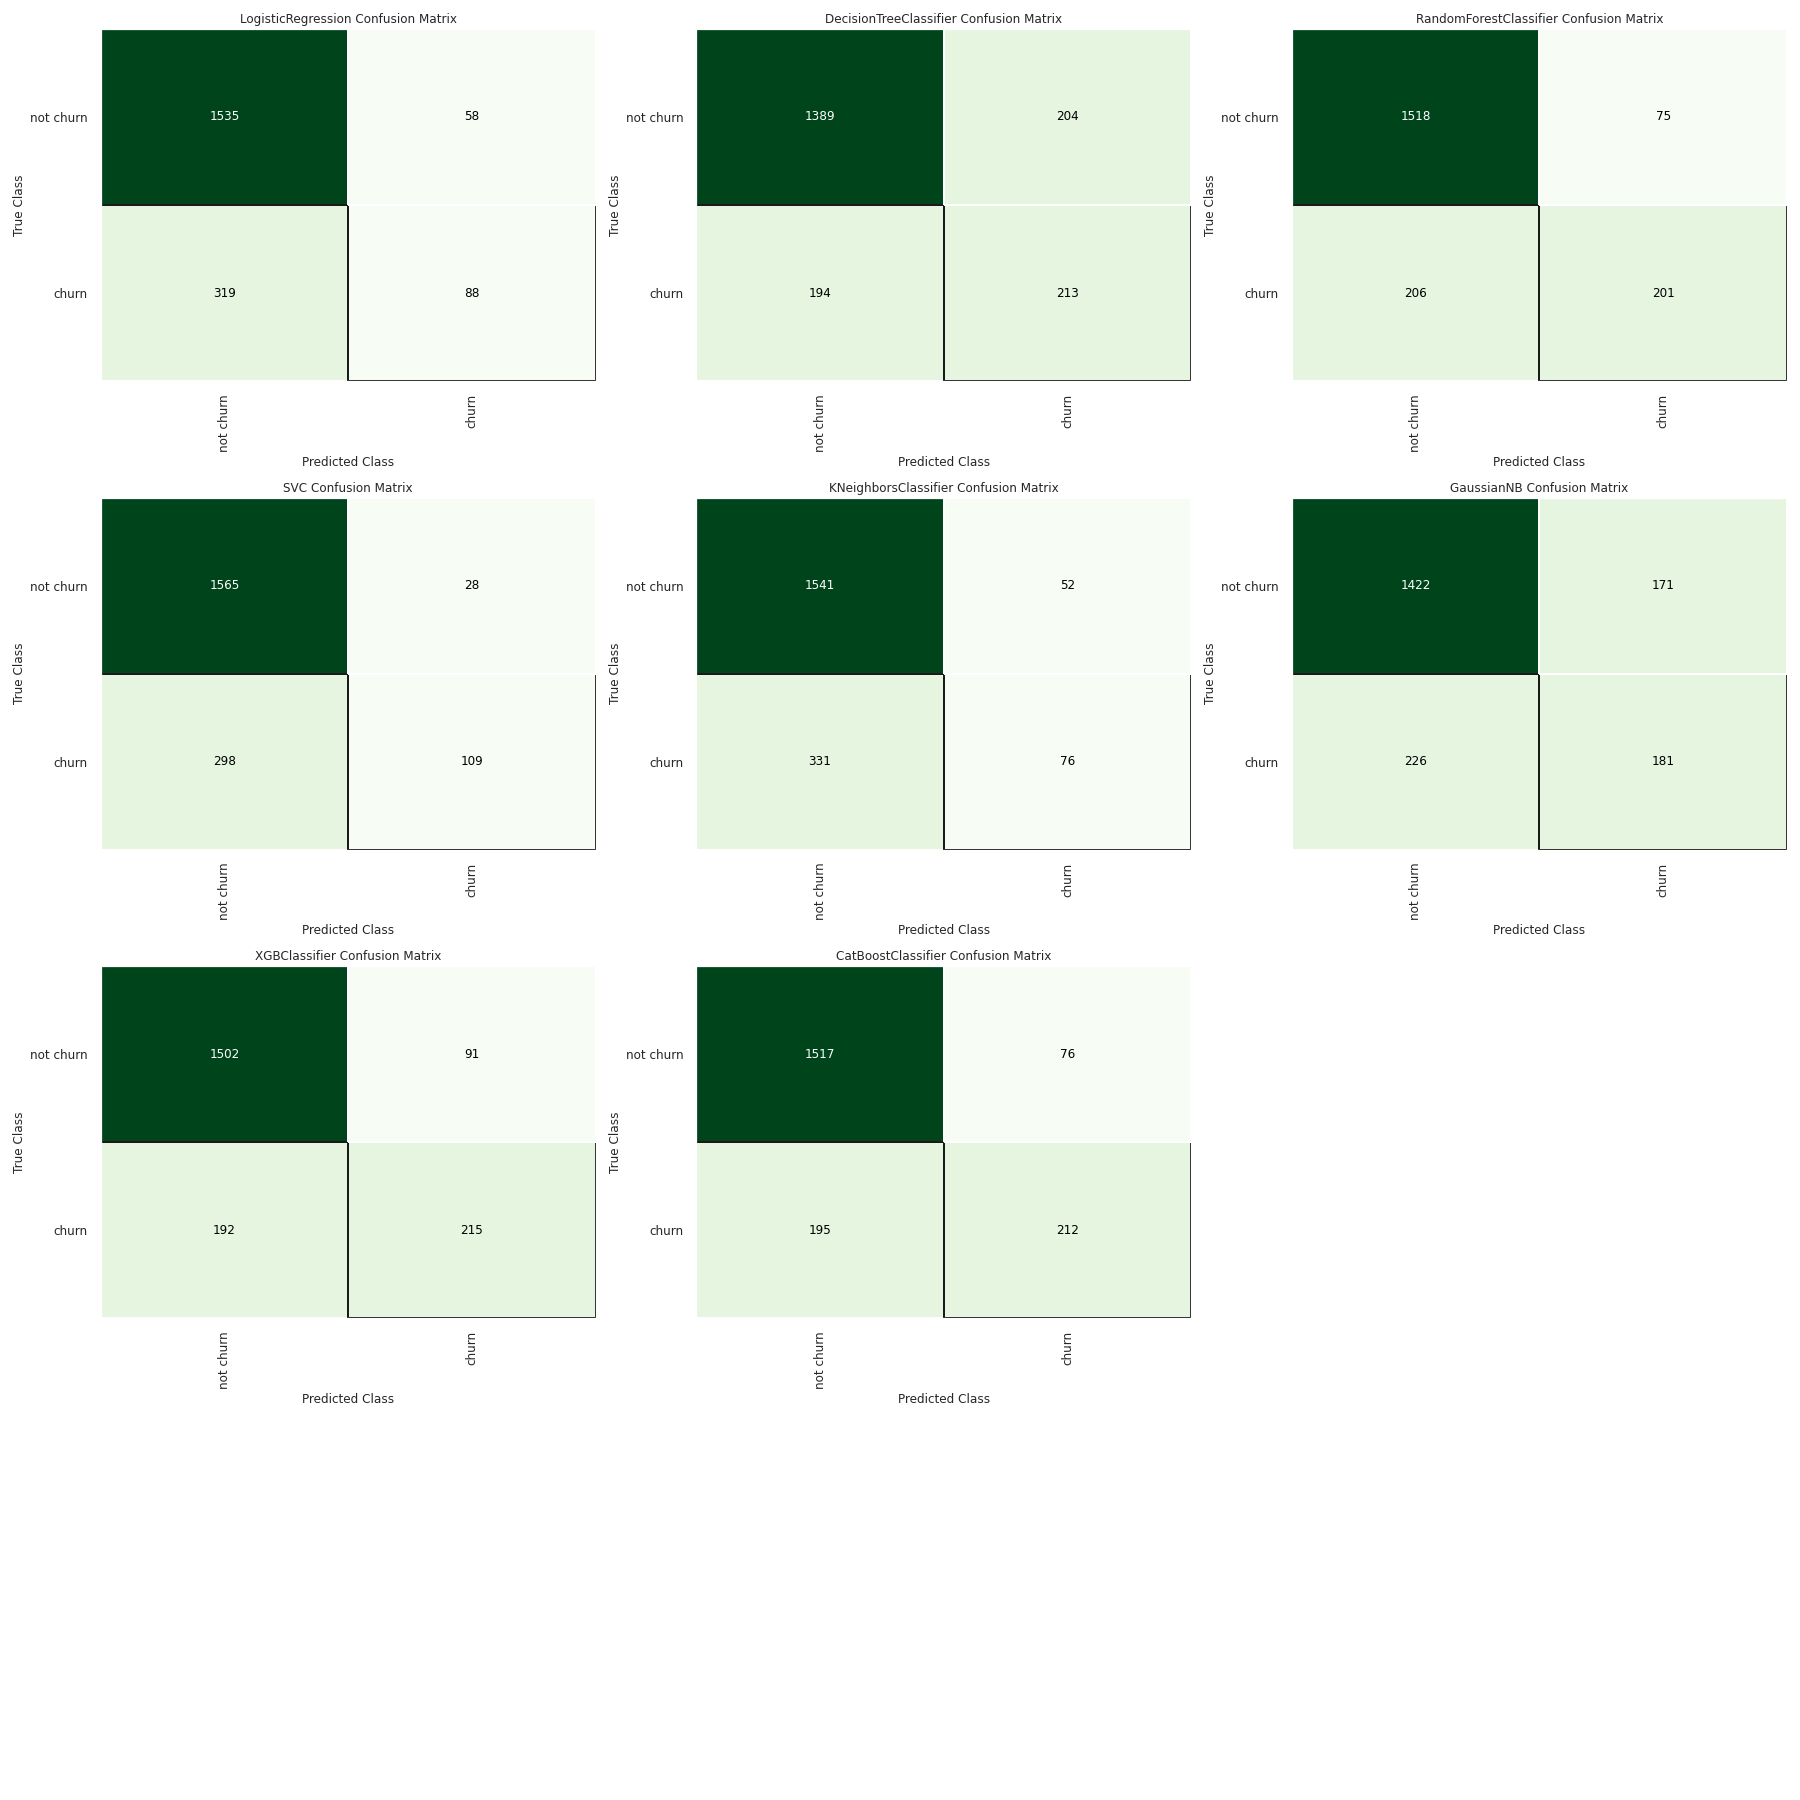 LogisticRegression Confusion Matrix
True Class
not churn
1535
58
churn
319
88
not churn
churn
Predicted Class
DecisionTreeClassifier Confusion Matrix
True Class
not churn
1389
204
churn
194
213
not churn
churn
Predicted Class
RandomForestClassifier Confusion Matrix
True Class
not churn
1518
75
churn
206
201
not churn
churn
Predicted Class
SVC Confusion Matrix
True Class
not churn
1565
28
churn
298
109
not churn
churn
Predicted Class
KNeighborsClassifier Confusion Matrix
True Class
not churn
1541
52
churn
331
76
not churn
churn
Predicted Class
GaussianNB Confusion Matrix
True Class
not churn
1422
171
churn
226
181
not churn
churn
Predicted Class
XGBClassifier Confusion Matrix
True Class
not churn
1502
91
churn
192
215
not churn
churn
Predicted Class
CatBoostClassifier Confusion Matrix
True Class
not churn
1517
76
churn
195
212
not churn
churn
Predicted Class